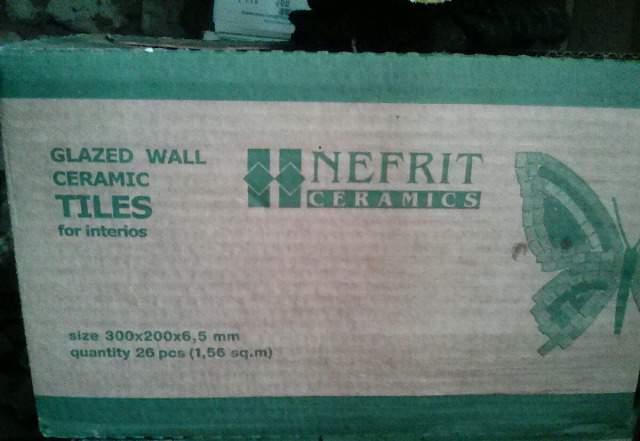 GLAZED WALL
CERAMIC
TILES
for interios
NEFRIT
CERAMICS
size 300x200x6,5 mm
quantity 26 pcs (1,56 sq.m)